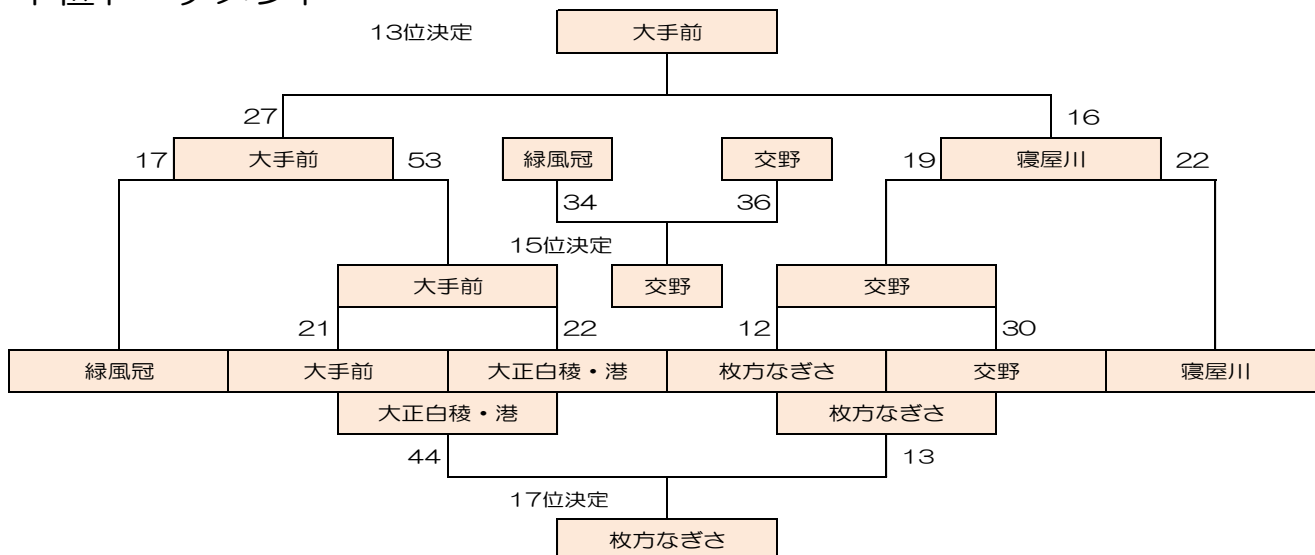 13位決定 大手前
27 16
17 大手前 53 緑風冠 交野 19 寝屋川 22
34 36
15位決定
大手前 交野 交野
21 22 12 30
緑風冠 大手前 大正白稜・港 枚方なぎさ 交野 寝屋川
大正白稜・港 枚方なぎさ
44 13
17位決定
枚方なぎさ